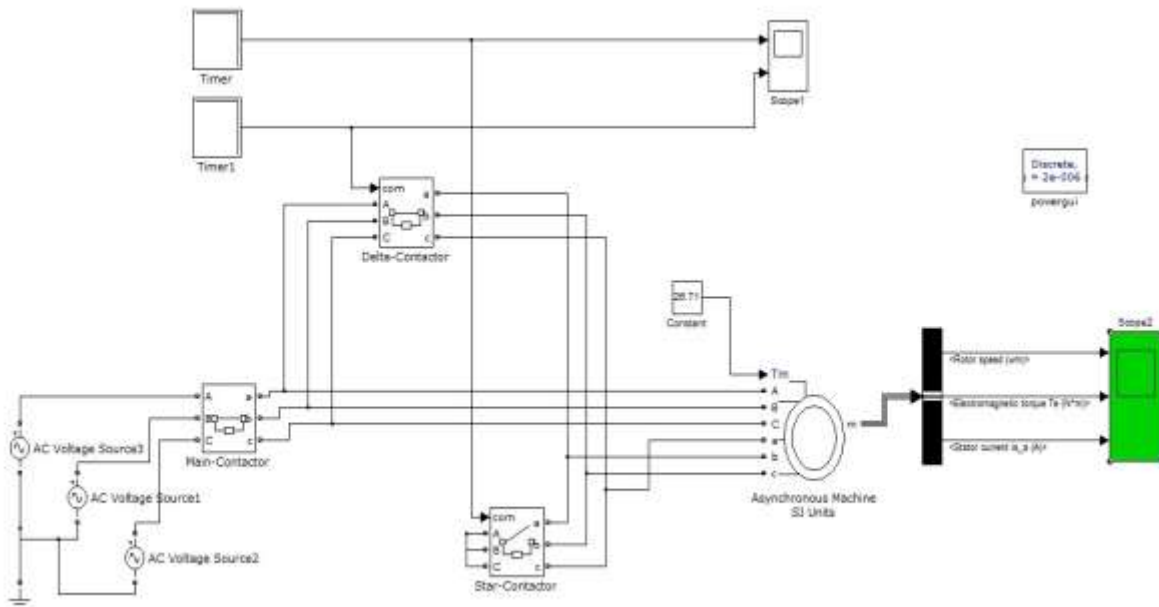 Timer
Scope1
Timer1
Discrete,
= 2e-006
powergui
com
A
B
C
a
b
c
Delta-Contactor
26.71
Constant
Scope2
Tm
A
B
C
a
b
c
m
Asynchronous Machine
SI Units
<Rotor speed (wm)>
<Electromagnetic torque Te (N*m)>
<Stator current is_a (A)>
A
B
C
a
b
c
Main-Contactor
AC Voltage Source3
AC Voltage Source1
AC Voltage Source2
com
A
B
C
a
b
c
Star-Contactor